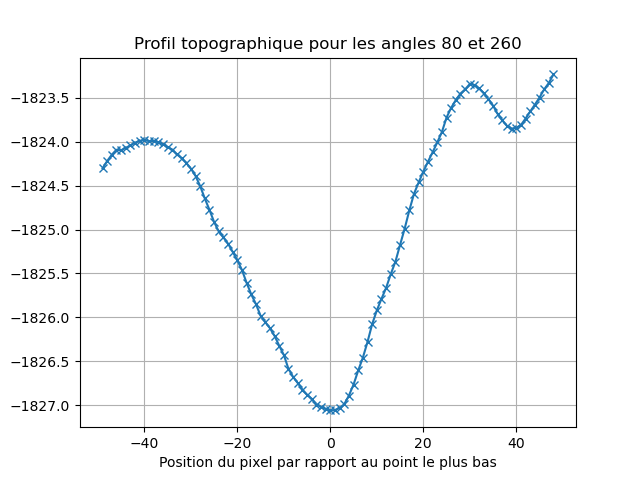 Profil topographique pour les angles 80 et 260
−1823.5
−1824.0
−1824.5
−1825.0
−1825.5
−1826.0
−1826.5
−1827.0
−40 −20 0 20 40
Position du pixel par rapport au point le plus bas